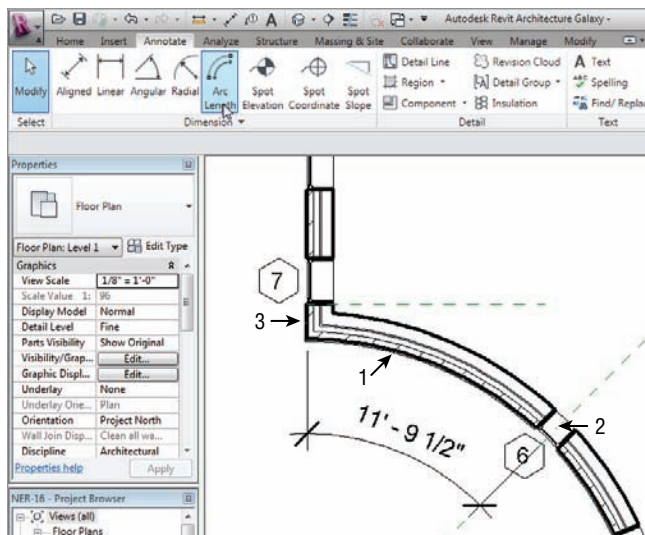 Autodesk Revit Architecture Galaxy-
Home Insert Annotate Analyze Structure Massing & Site Collaborate View Manage Modify
Modify Aligned Linear Angular Radial Arc Length Spot Elevation Spot Coordinate Spot Slope
Detail Line Revision Cloud A Text
Region Detail Group ABC Spelling
Component Insulation Find/ Replac
Select Dimension Detail Text
Properties
Floor Plan
Floor Plan: Level 1 Edit Type
Graphics
View Scale 1/8" = 1'-0"
Scale Value 1: 96
Display Model Normal
Detail Level Fine
Parts Visibility Show Original
Visibility/Grap... Edit...
Graphic Displ... Edit...
Underlay None
Underlay Orie... Plan
Orientation Project North
Wall Join Disp... Clean all wa...
Discipline Architectural
Properties help Apply
NER-16 - Project Browser
Views (all)
Floor Plans
7
3
1
2
11' - 9 1/2"
6